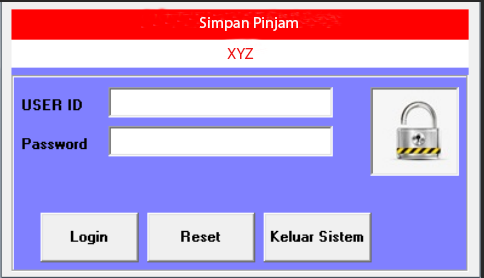 Simpan Pinjam
XYZ
USER ID
Password
Login Reset Keluar Sistem